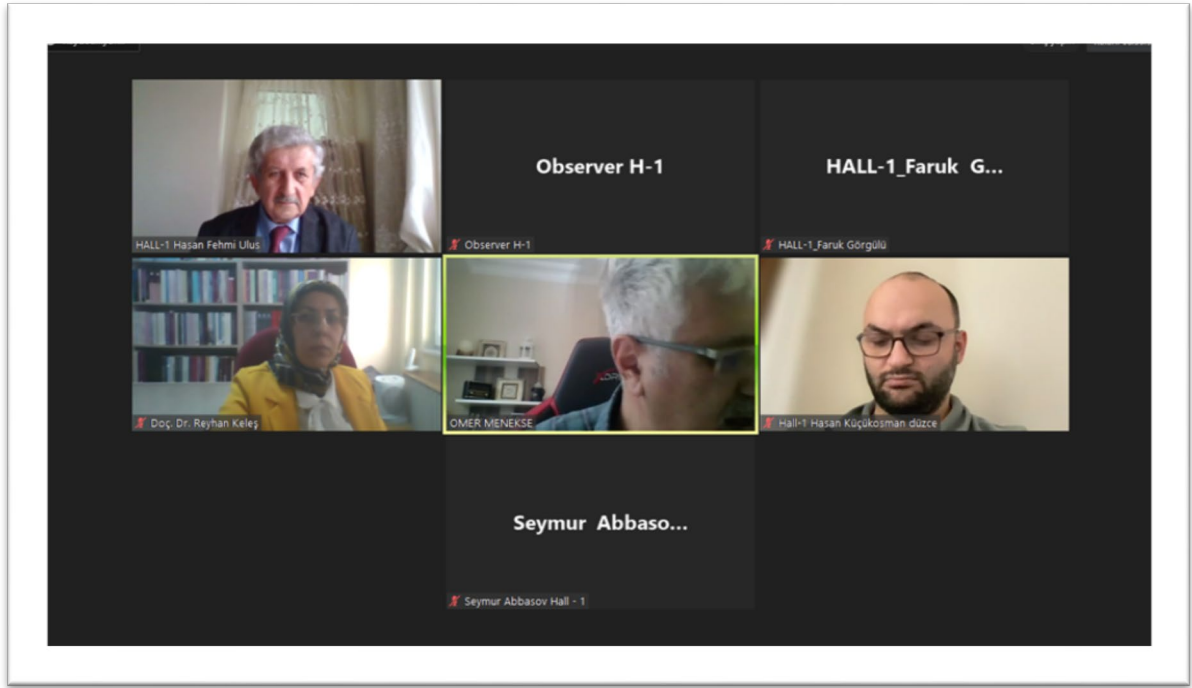 Observer H-1
HALL-1_Faruk G...
HALL-1 Hasan Fehmi Ulus
Observer H-1
HALL-1_Faruk Görgülü
Doç. Dr. Reyhan Keleş
OMER MENEKSE
Hall-1 Hasan Küçükosman düzce
Seymur Abbaso...
Seymur Abbasov Hall - 1